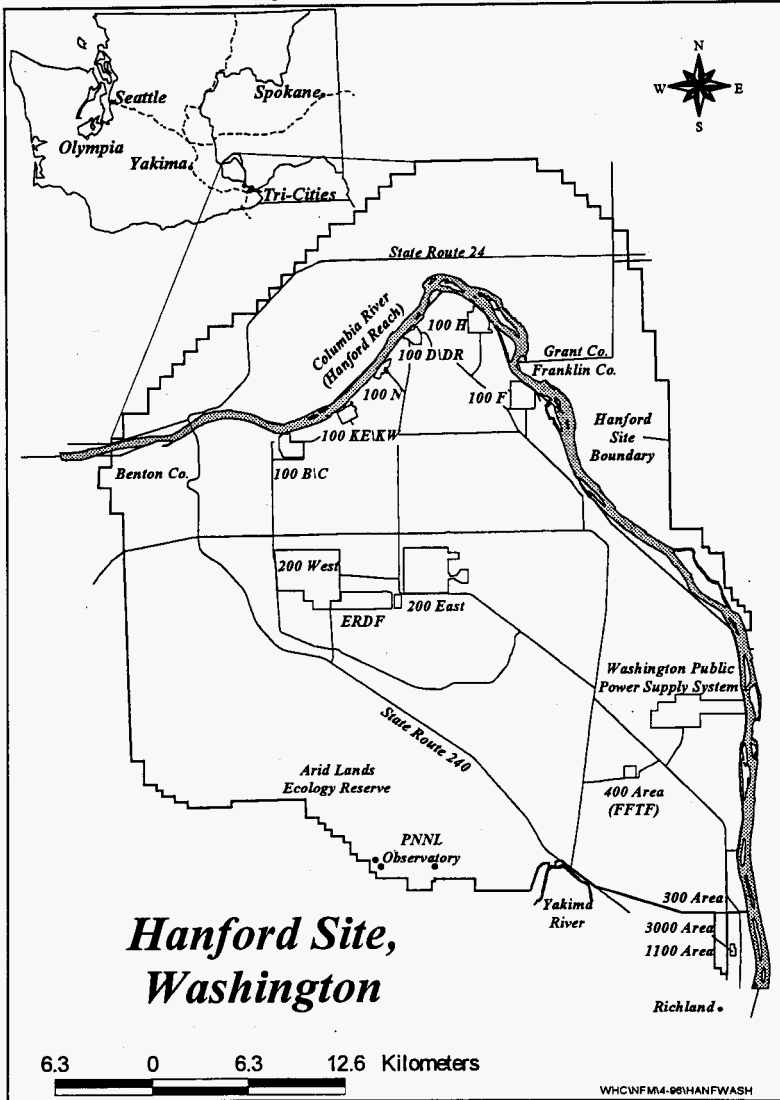 Seattle
Spokane
Olympia
Yakima
Tri-Cities
N
W E
S
State Route 24
Columbia River
(Hanford Reach)
100 H
100 D\DR
Grant Co.
Franklin Co.
100 N
100 F
100 KE\KW
Hanford
Site
Boundary
Benton Co.
100 B\C
200 West
200 East
ERDF
Washington Public
Power Supply System
State Route 240
Arid Lands
Ecology Reserve
400 Area
(FFTF)
PNNL
Observatory
Yakima
River
300 Area
3000 Area
1100 Area
Richland
Hanford Site,
Washington
6.3 0 6.3 12.6 Kilometers
WHC\NFM\4-96\HANFWASH